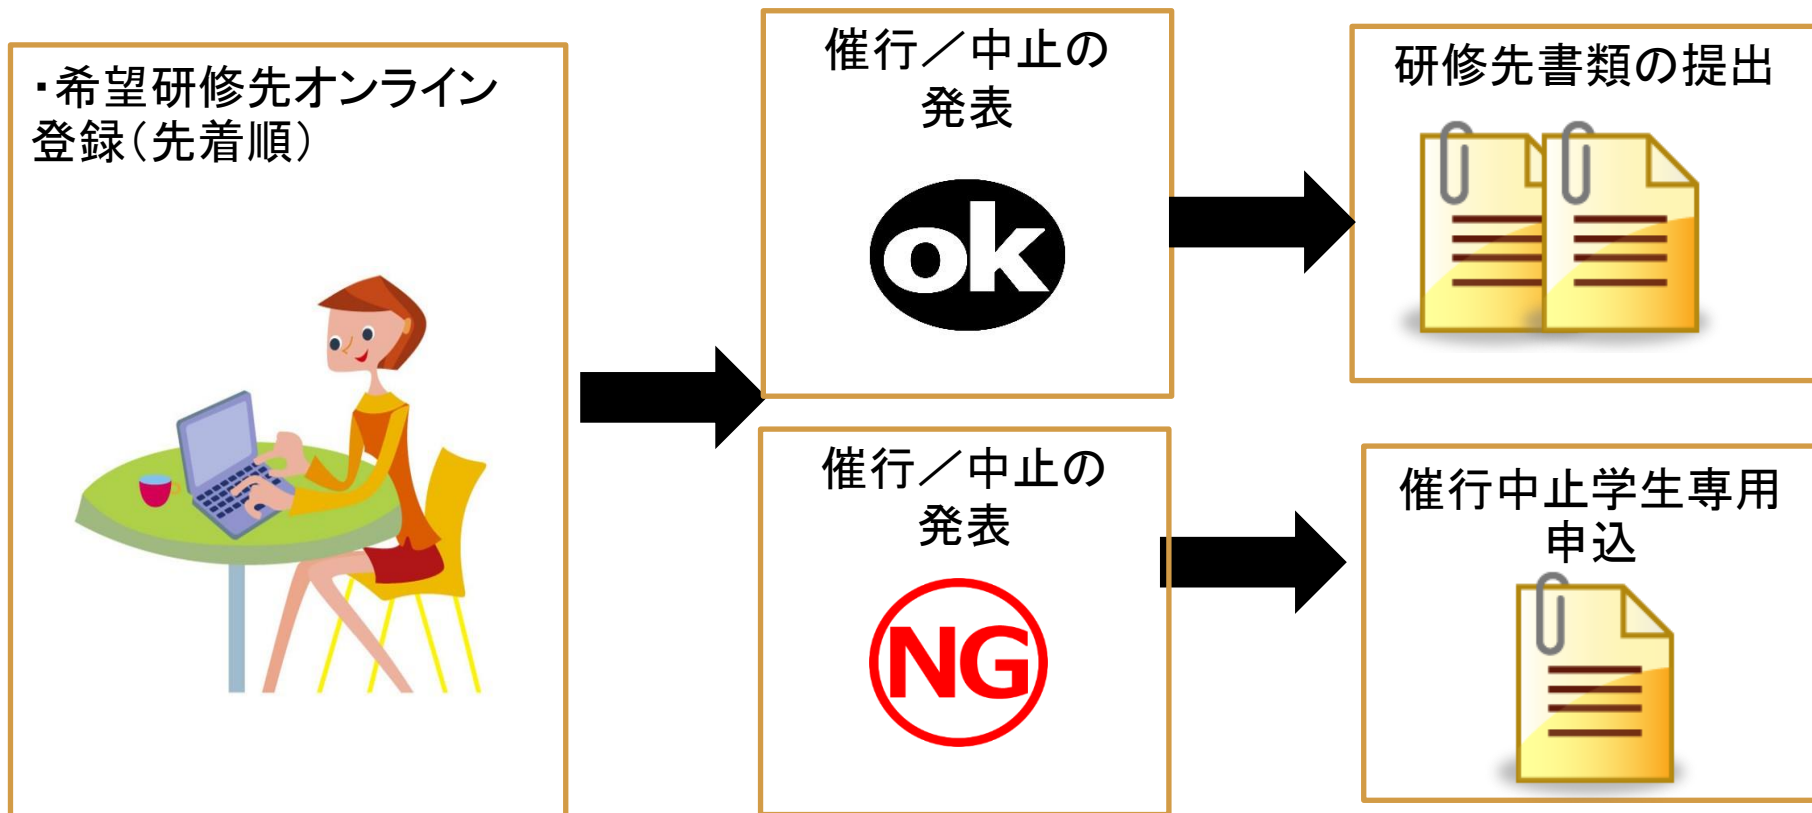 ・希望研修先オンライン
登録(先着順)
催行／中止の
発表
ok
研修先書類の提出
催行／中止の
発表
NG
催行中止学生専用
申込